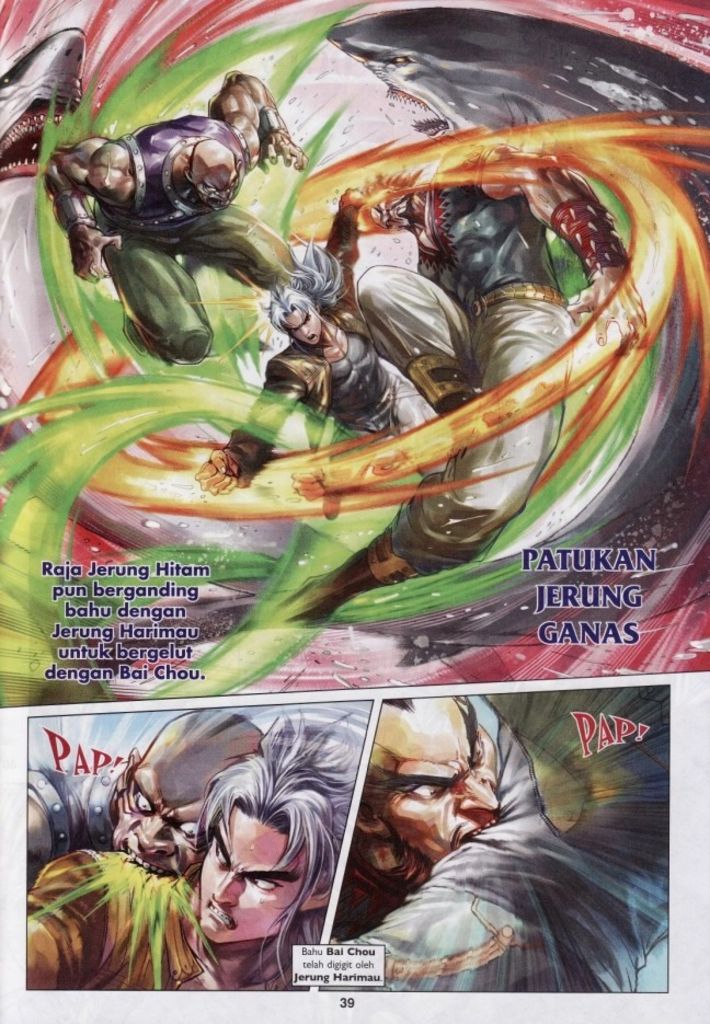 Raja Jerung Hitam
pun berganding
bahu dengan
Jerung Harimau
untuk bergelut
dengan Bai Chou.
PATUKAN
JERUNG
GANAS
PAP!
PAP!
Bahu Bai Chou
telah digigit oleh
Jerung Harimau.
39